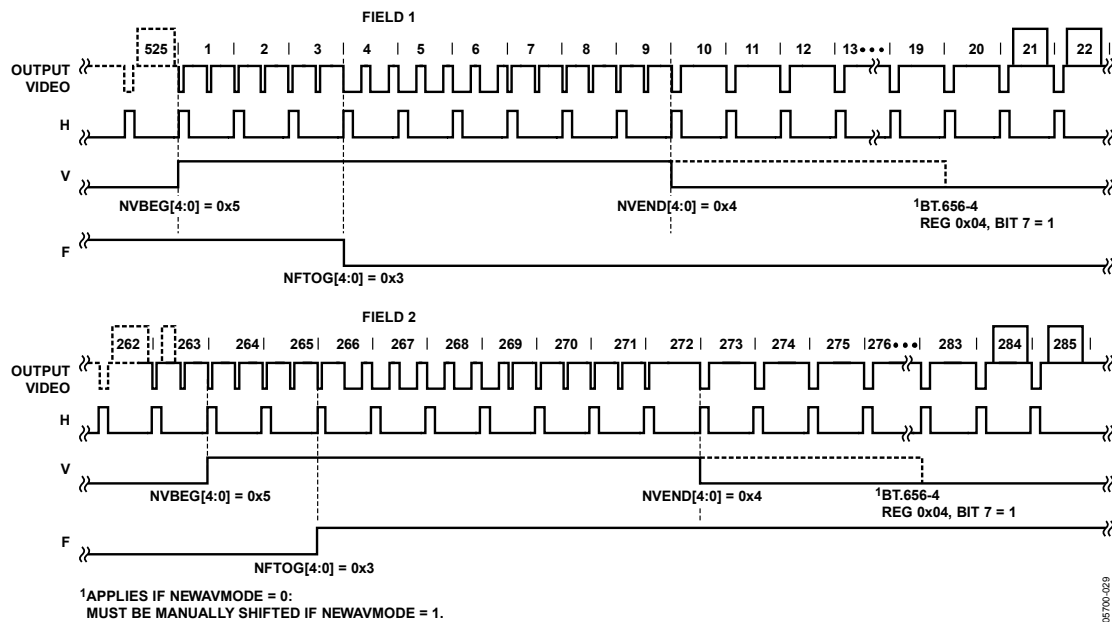 FIELD 1
525 1 2 3 4 5 6 7 8 9 10 11 12 13 ••• 19 20 21 22
OUTPUT
VIDEO
H
V
NVBEG[4:0] = 0x5
NVEND[4:0] = 0x4
1BT.656-4
REG 0x04, BIT 7 = 1
F
NFTOG[4:0] = 0x3
FIELD 2
262 263 264 265 266 267 268 269 270 271 272 273 274 275 276 ••• 283 284 285
OUTPUT
VIDEO
H
V
NVBEG[4:0] = 0x5
NVEND[4:0] = 0x4
1BT.656-4
REG 0x04, BIT 7 = 1
F
NFTOG[4:0] = 0x3
1APPLIES IF NEWAVMODE = 0:
MUST BE MANUALLY SHIFTED IF NEWAVMODE = 1.
05700-029